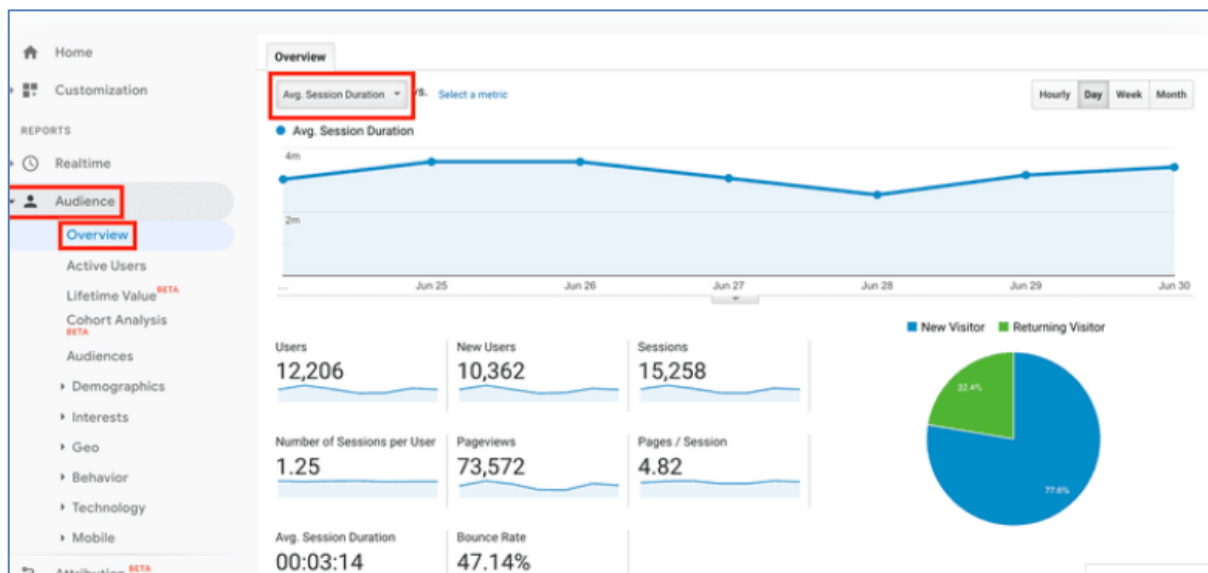 Home
Customization
REPORTS
Realtime
Audience
Overview
Active Users
Lifetime Value BETA
Cohort Analysis
BETA
Audiences
Demographics
Interests
Geo
Behavior
Technology
Mobile
Attribution BETA
Overview
Avg. Session Duration VS. Select a metric
Hourly Day Week Month
Avg. Session Duration
4m
2m
... Jun 25 Jun 26 Jun 27 Jun 28 Jun 29 Jun 30
New Visitor Returning Visitor
Users New Users Sessions
12,206 10,362 15,258
Number of Sessions per User Pageviews Pages / Session
1.25 73,572 4.82
Avg. Session Duration Bounce Rate
00:03:14 47.14%
22.4%
77.6%